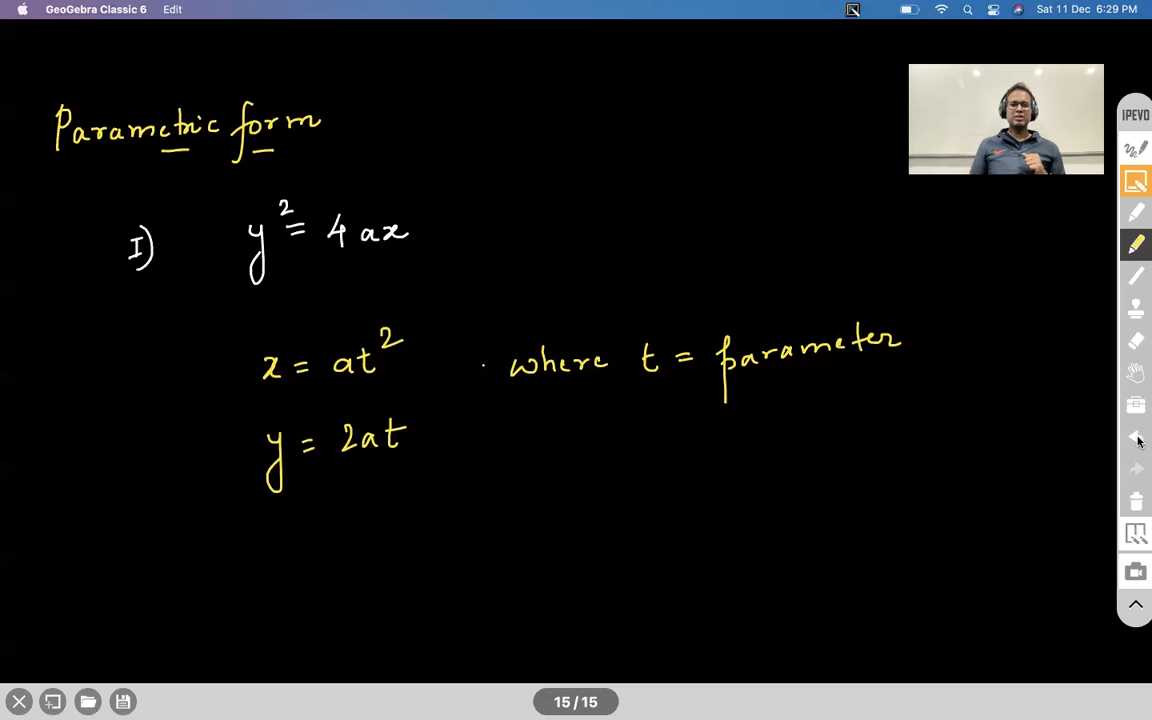 GeoGebra Classic 6 Edit Sat 11 Dec 6:29 PM
Parametric form
IPEVO
I) y² = 4ax
x = at² . where t = parameter
y = 2at
15/15